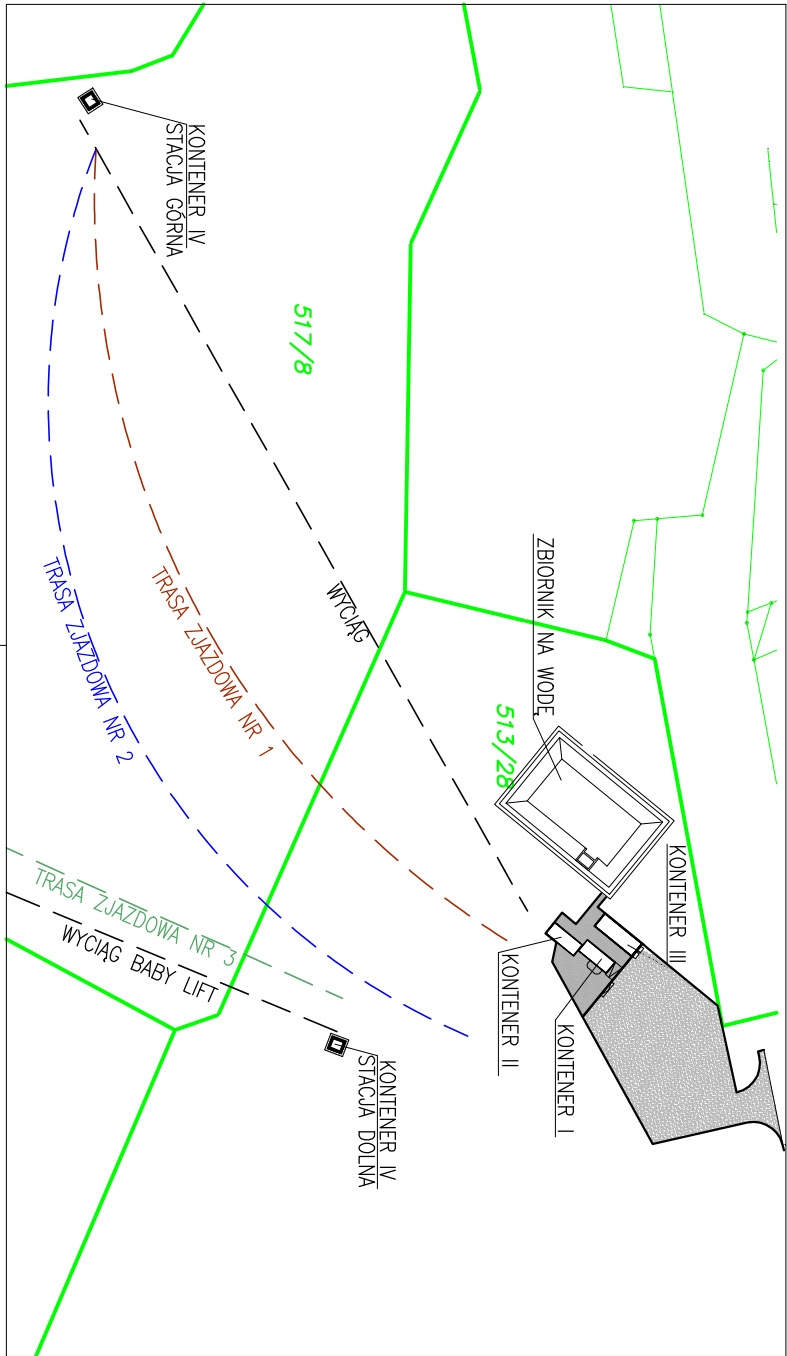 KONTENER IV
STACJA GÓRNA
517/8
WYCIĄG
TRASA ZJAZDOWA NR 1
TRASA ZJAZDOWA NR 2
ZBIORNIK NA WODĘ
513/28
KONTENER III
KONTENER I
KONTENER II
TRASA ZJAZDOWA NR 3
WYCIĄG BABY LIFT
KONTENER IV
STACJA DOLNA